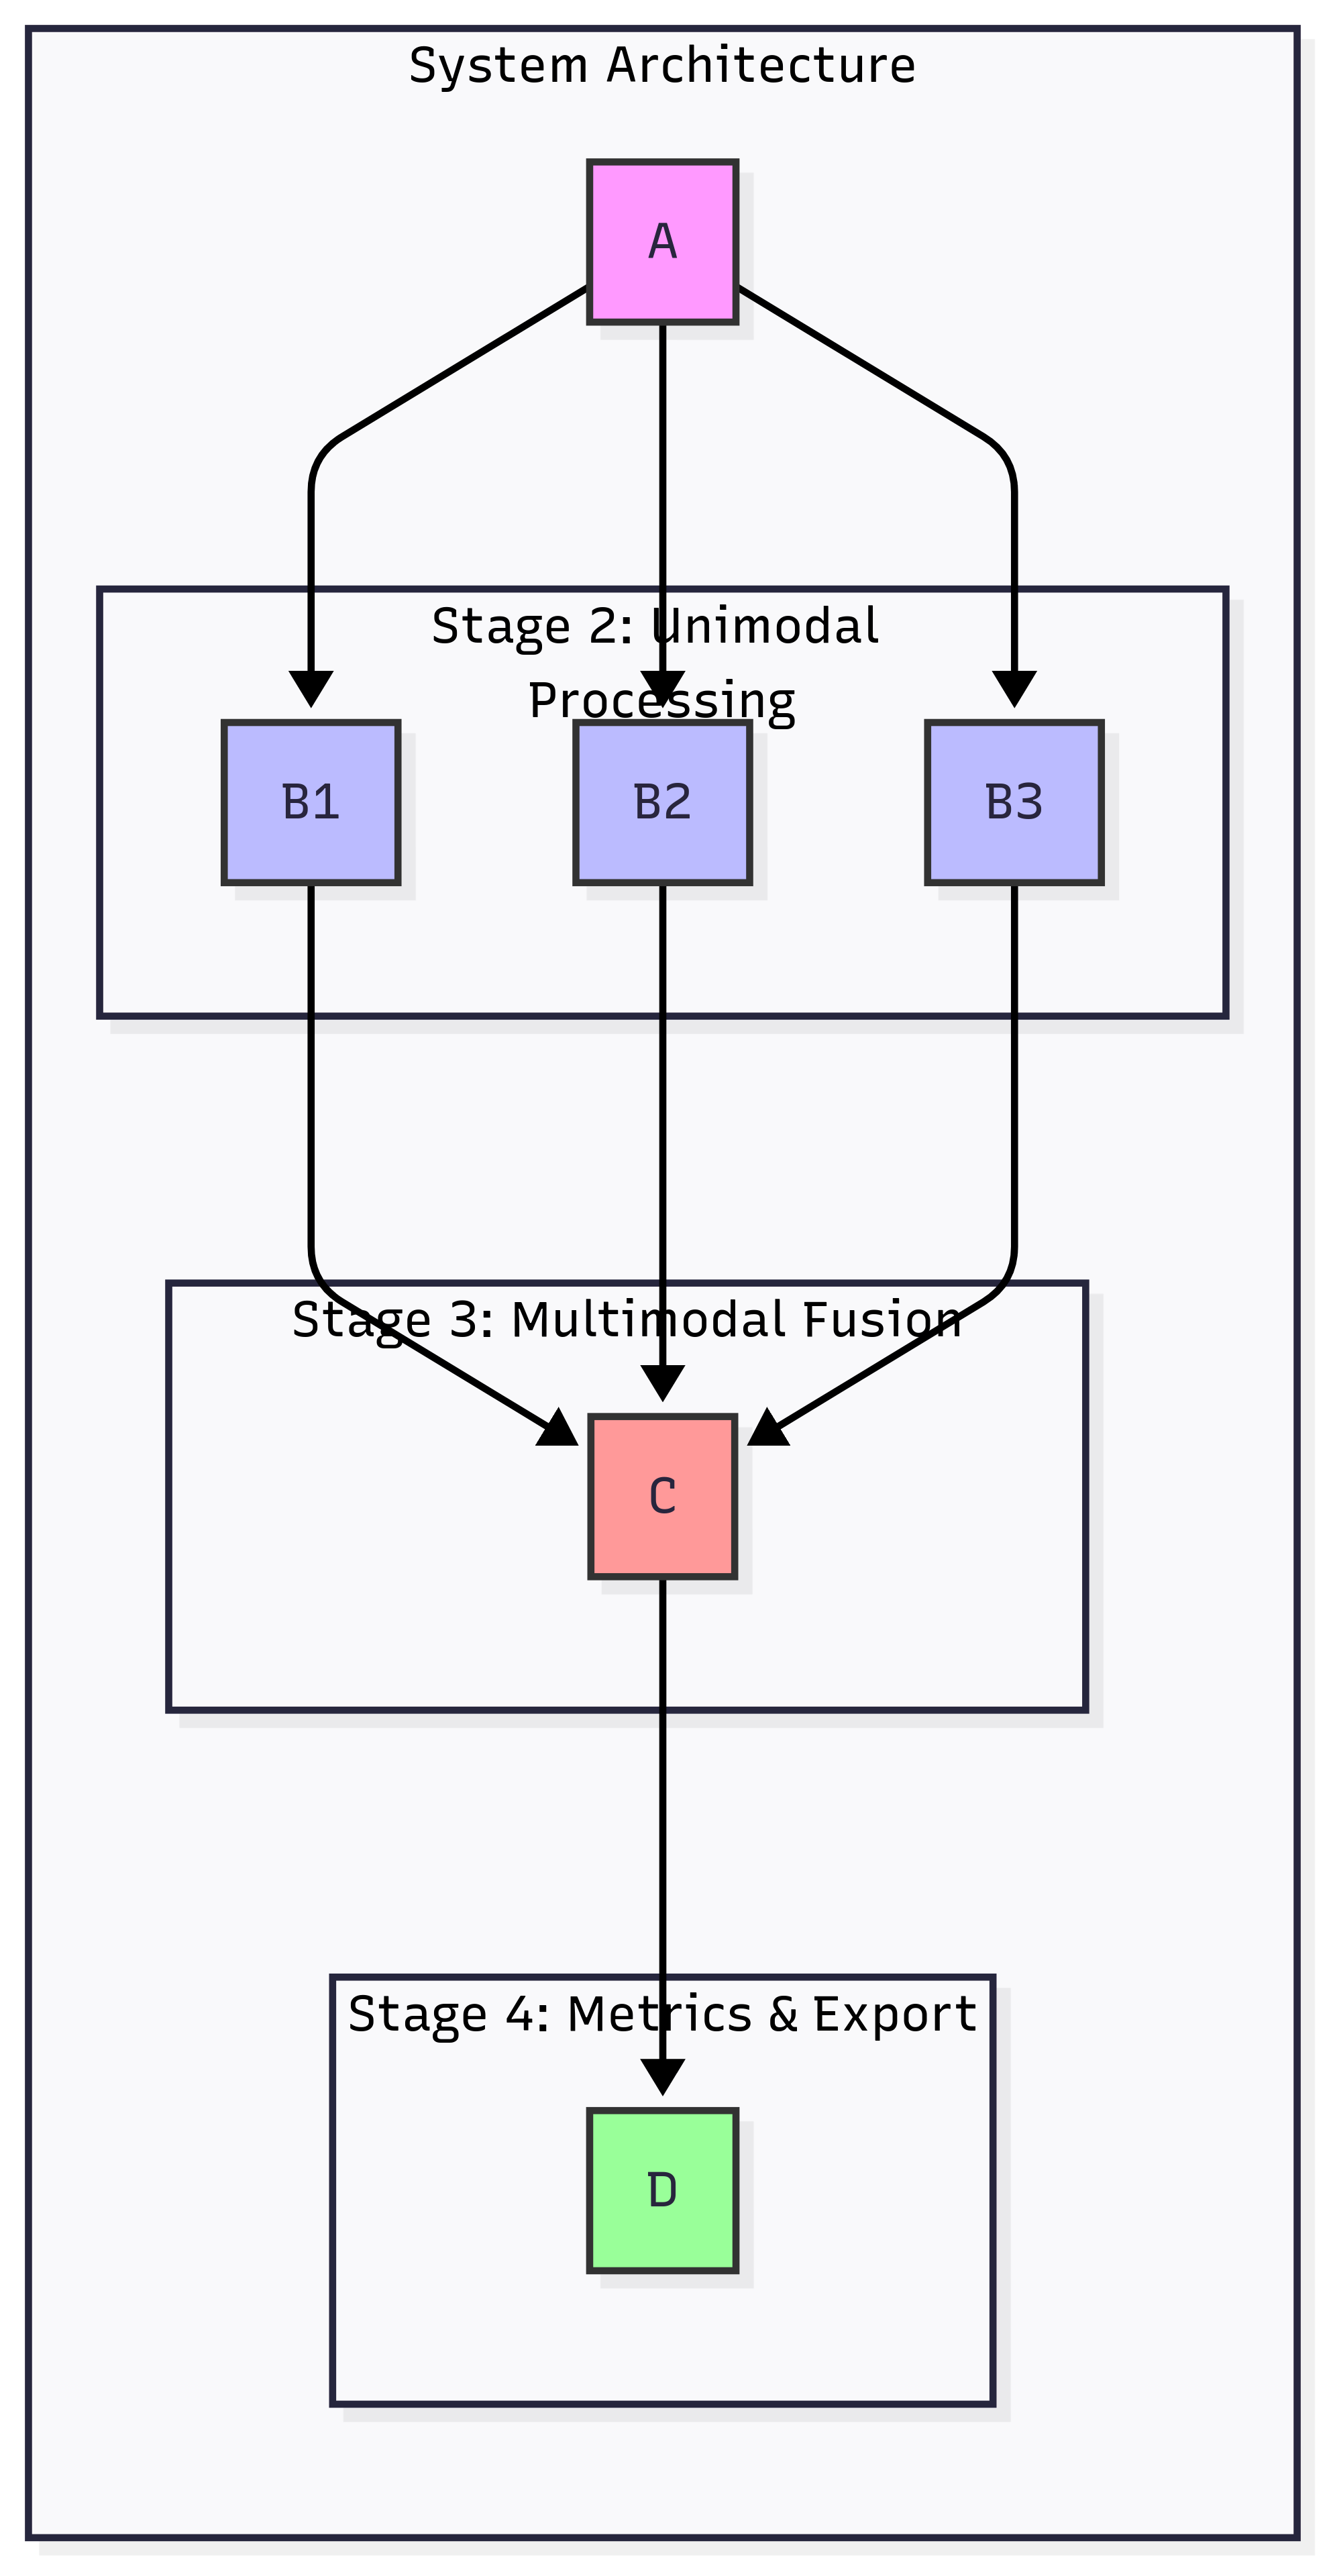 System Architecture
A
Stage 2: Unimodal
Processing
B1
B2
B3
Stage 3: Multimodal Fusion
C
Stage 4: Metrics & Export
D